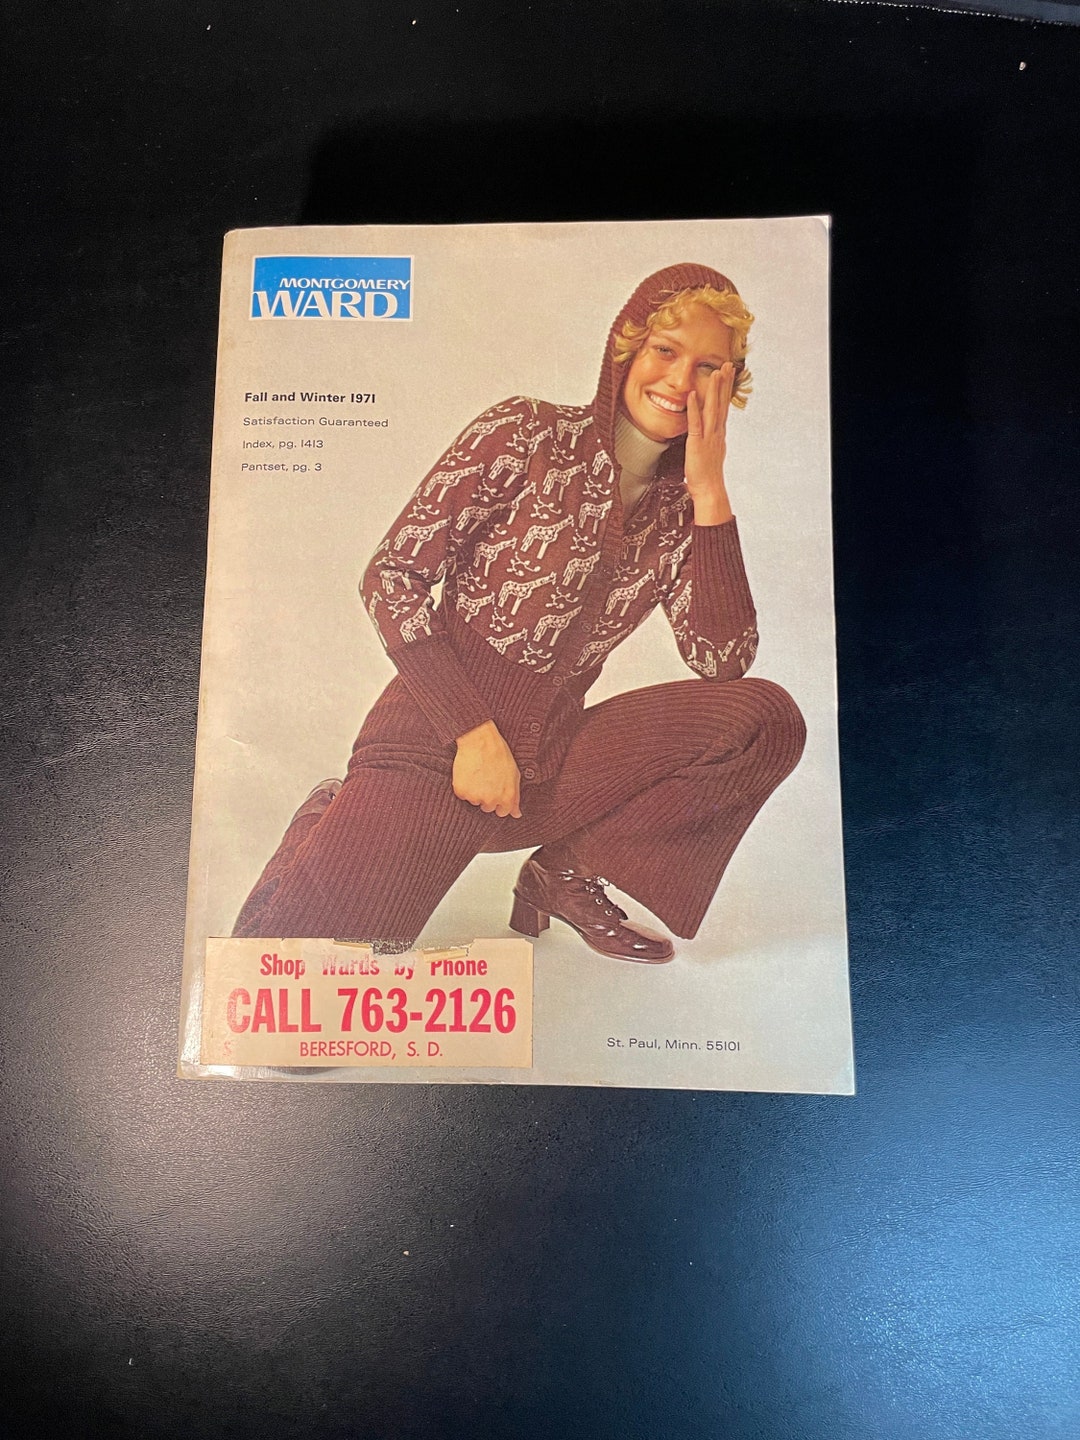 MONTGOMERY
WARD
Fall and Winter 1971
Satisfaction Guaranteed
Index, pg. 1413
Pantset, pg. 3
Shop Wards by Phone
CALL 763-2126
S BERESFORD, S. D.
St. Paul, Minn. 55101